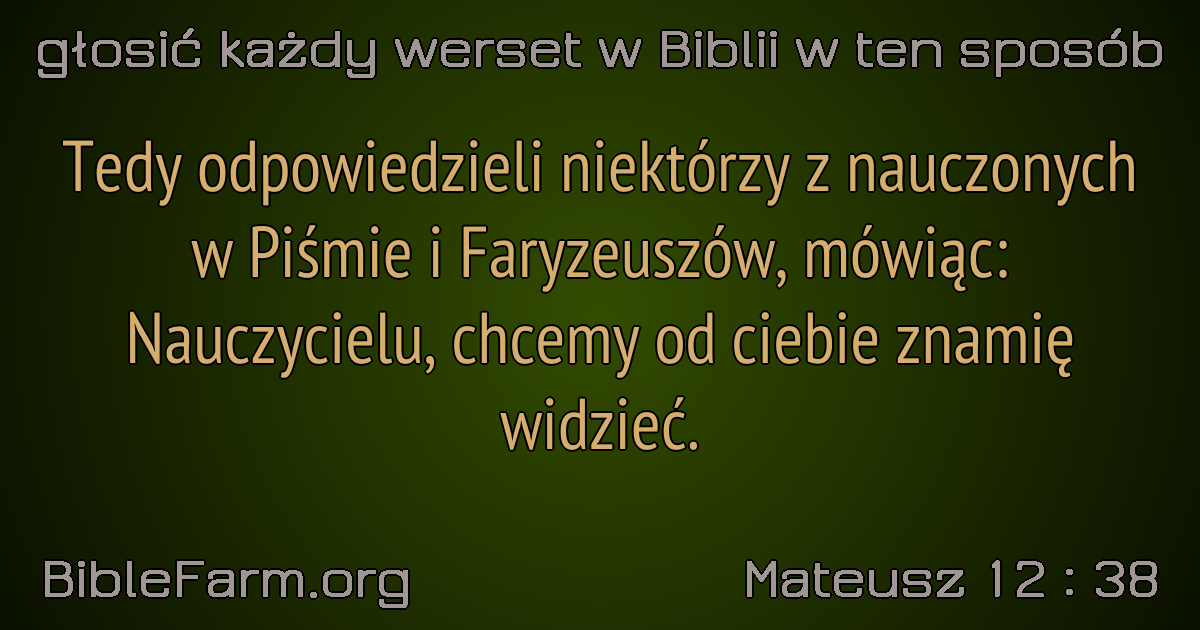 głosić każdy werset w Biblii w ten sposób
Tedy odpowiedzieli niektórzy z nauczonych
w Piśmie i Faryzeuszów, mówiąc:
Nauczycielu, chcemy od ciebie znamię
widzieć.
BibleFarm.org
Mateusz 12 : 38